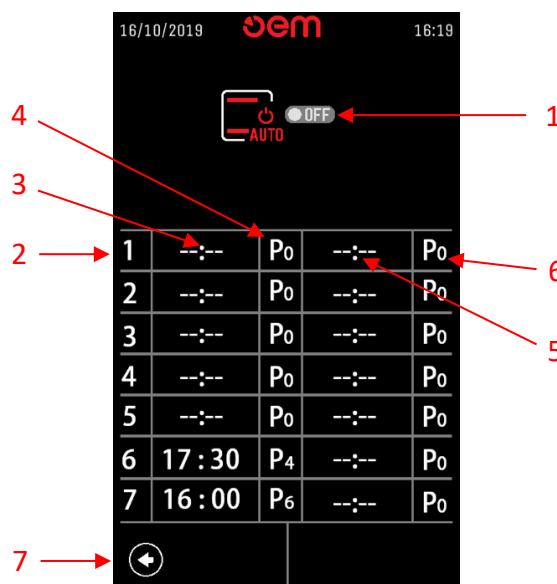 16/10/2019 oem 16:19
4
OFF
1
AUTO
3
2
1 --:-- P0 --:-- P0
6
2 --:-- P0 --:-- P0
3 --:-- P0 --:-- P0
5
4 --:-- P0 --:-- P0
5 --:-- P0 --:-- P0
6 17:30 P4 --:-- P0
7 16:00 P6 --:-- P0
7